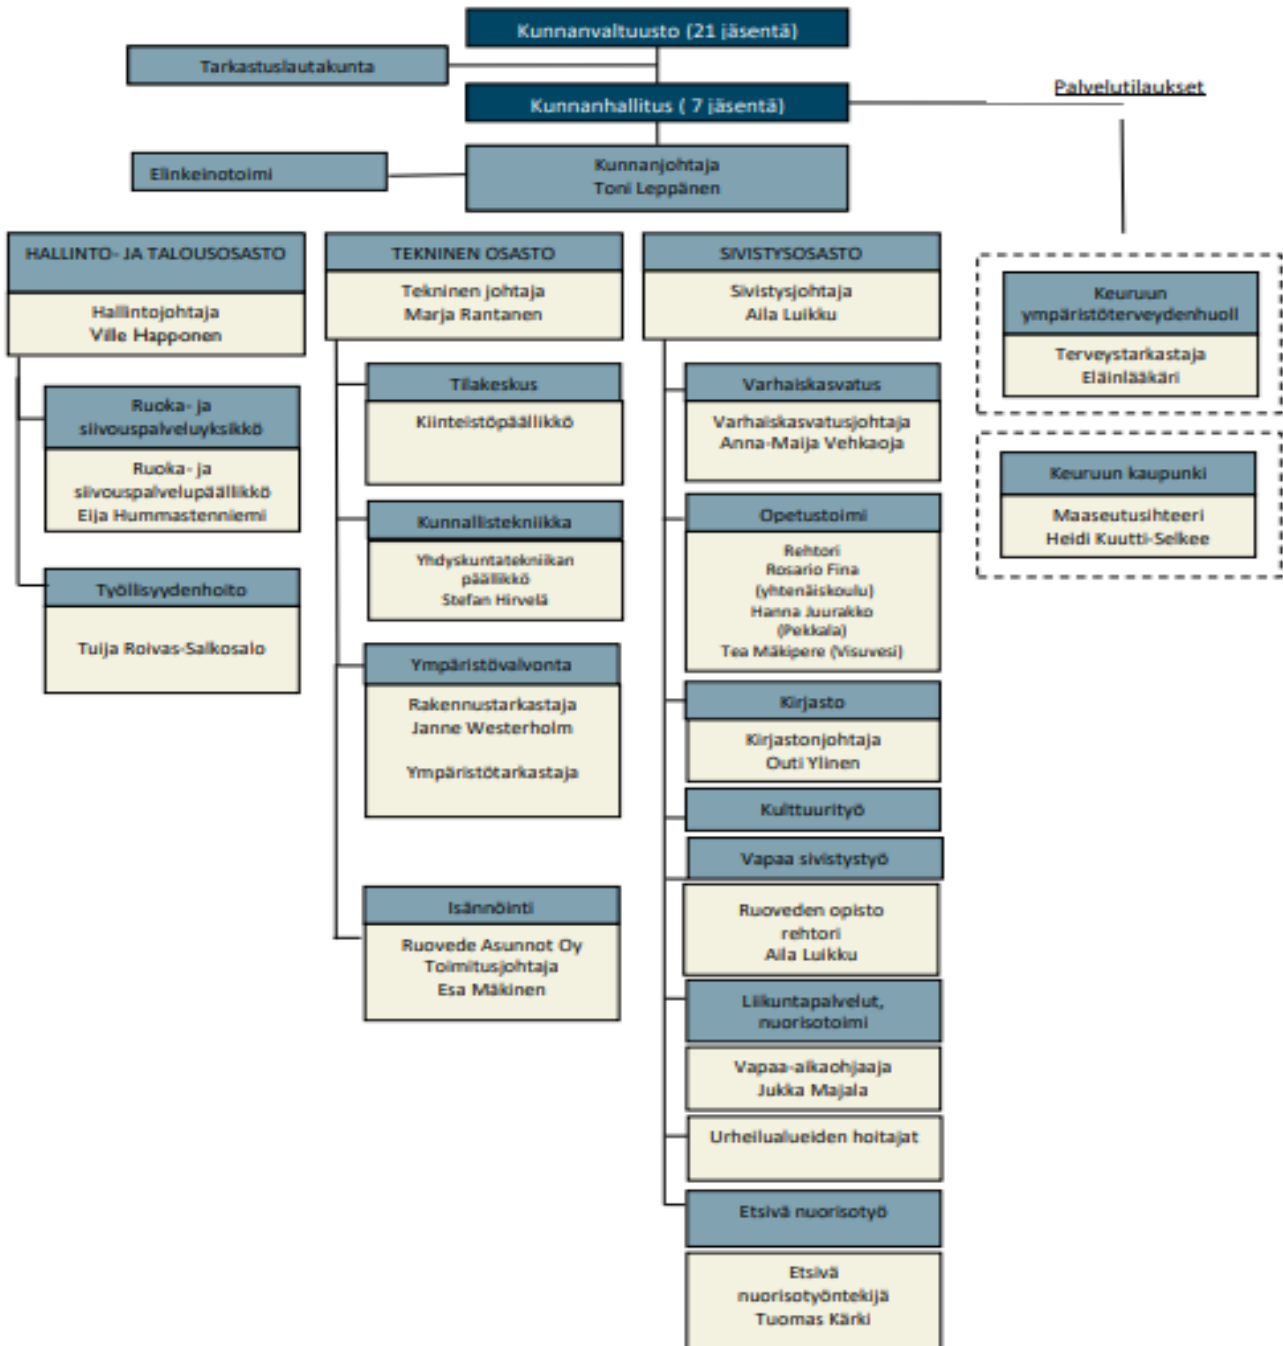 Kunnanvaltuusto (21 jäsentä)
Tarkastuslautakunta
Kunnanhallitus ( 7 jäsentä)
Palvelutilaukset
Elinkeinotoimi
Kunnanjohtaja
Toni Leppänen
HALLINTO- JA TALOUSOSASTO
Hallintojohtaja
Ville Happonen
Ruoka- ja
siivouspalveluyksikkö
Ruoka- ja
siivouspalvelupäällikkö
Eija Hummastenniemi
Työllisyydenhoito
Tuija Roivas-Salkosalo
TEKNINEN OSASTO
Tekninen johtaja
Marja Rantanen
Tilakeskus
Kiinteistöpäällikkö
Kunnallistekniikka
Yhdyskuntatekniikan
päällikkö
Stefan Hirvelä
Ympäristövalvonta
Rakennustarkastaja
Janne Westerholm
Ympäristötarkastaja
Isännöinti
Ruovede Asunnot Oy
Toimitusjohtaja
Esa Mäkinen
SIVISTYSOSASTO
Sivistysjohtaja
Aila Luikku
Varhaiskasvatus
Varhaiskasvatusjohtaja
Anna-Maija Vehkaoja
Opetustoimi
Rehtori
Rosario Fina
(yhtenäiskoulu)
Hanna Juurakko
(Pekkala)
Tea Mäkipere (Visuvesi)
Kirjasto
Kirjastonjohtaja
Outi Ylinen
Kulttuurityö
Vapaa sivistystyö
Ruoveden opisto
rehtori
Aila Luikku
Liikuntapalvelut,
nuorisotoimi
Vapaa-aikaohjaaja
Jukka Majala
Urheilualueiden hoitajat
Etsivä nuorisotyö
Etsivä
nuorisotyöntekijä
Tuomas Kärki
Keuruun
ympäristöterveydenhuoll
Terveystarkastaja
Eläinlääkäri
Keuruun kaupunki
Maaseutusihteeri
Heidi Kuutti-Selkee